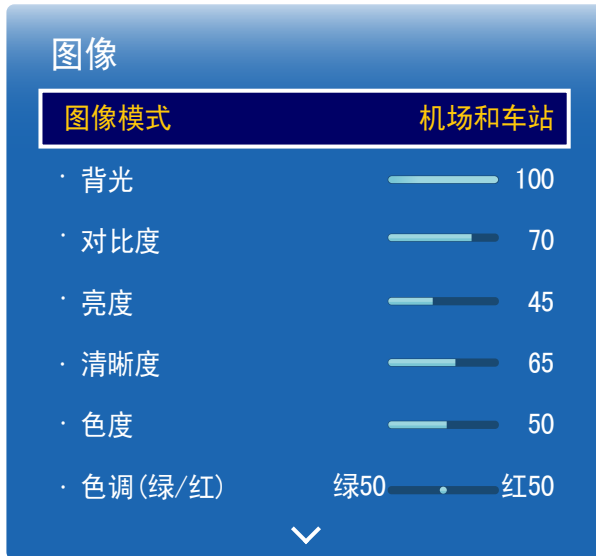 图像
图像模式 机场和车站
· 背光 100
· 对比度 70
· 亮度 45
· 清晰度 65
· 色度 50
· 色调(绿/红) 绿50 红50